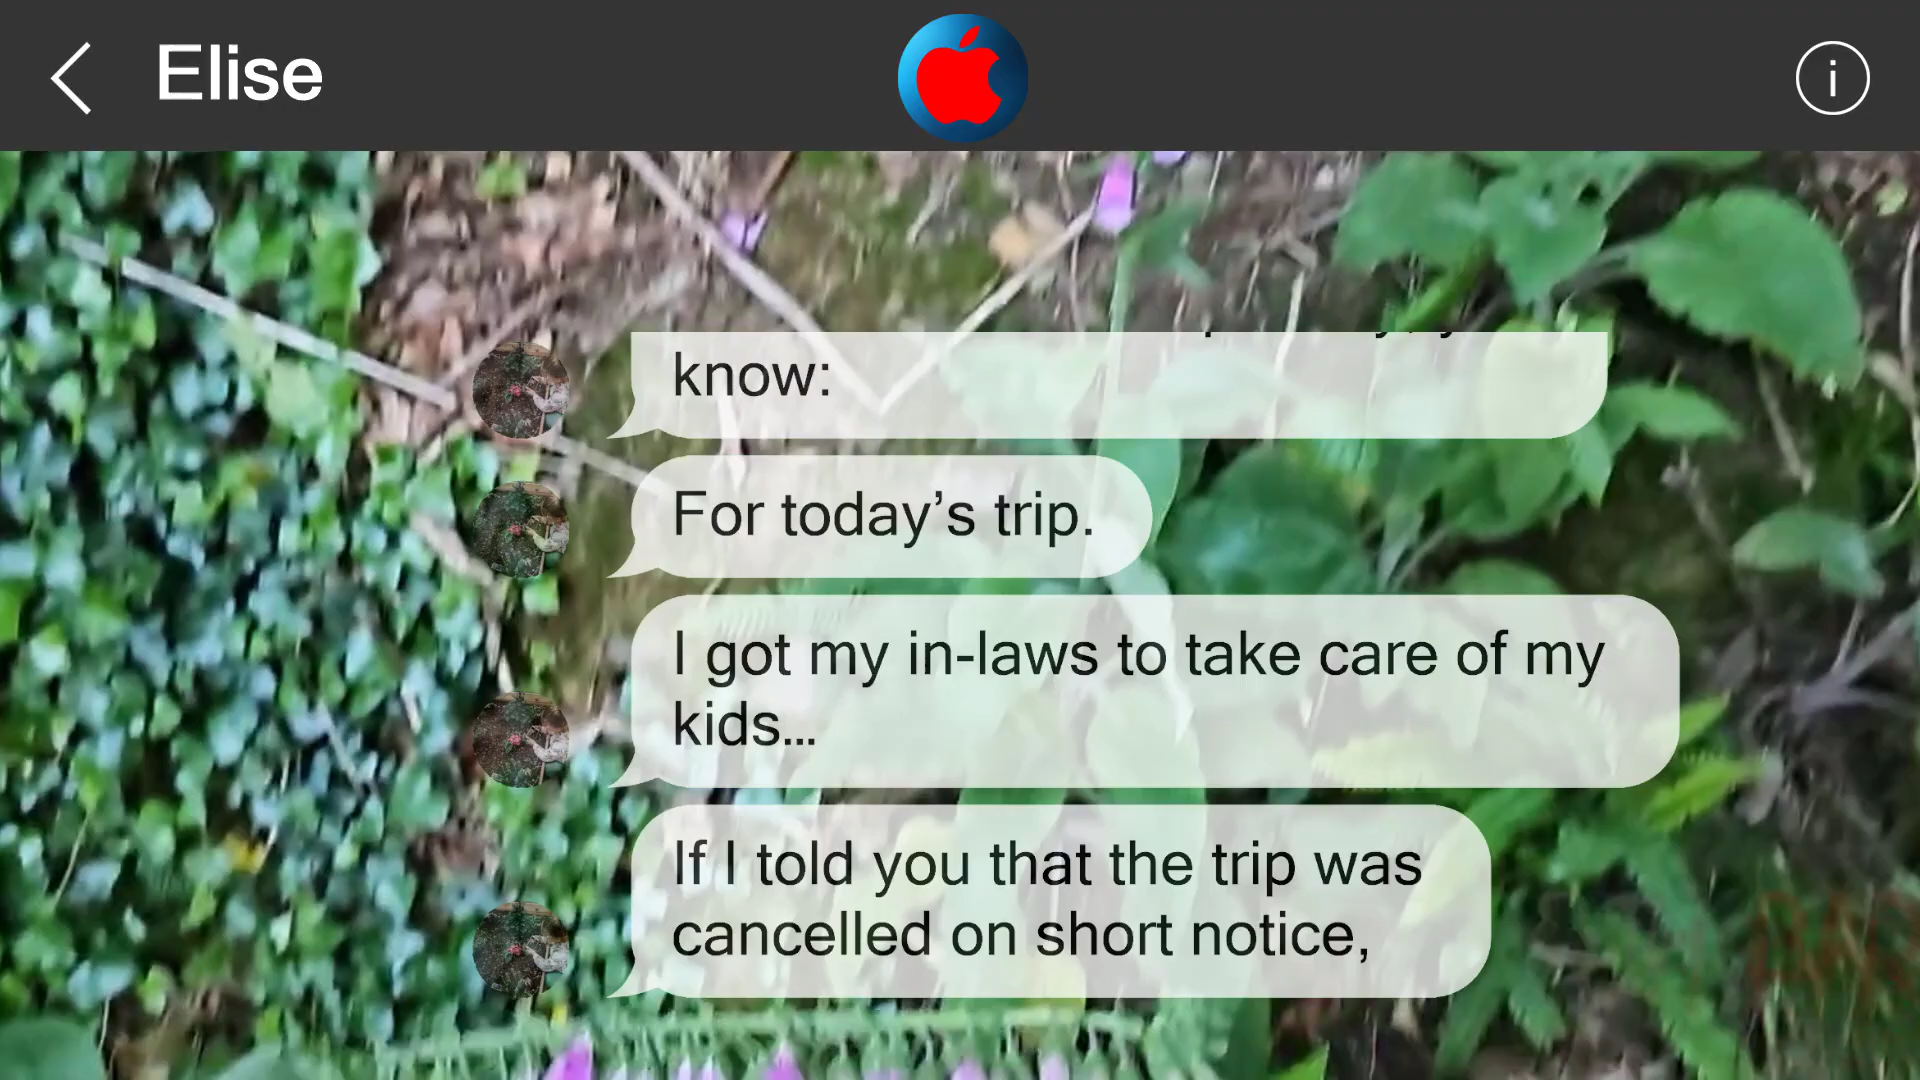 Elise
know:
For today’s trip.
I got my in-laws to take care of my
kids...
If I told you that the trip was
cancelled on short notice,